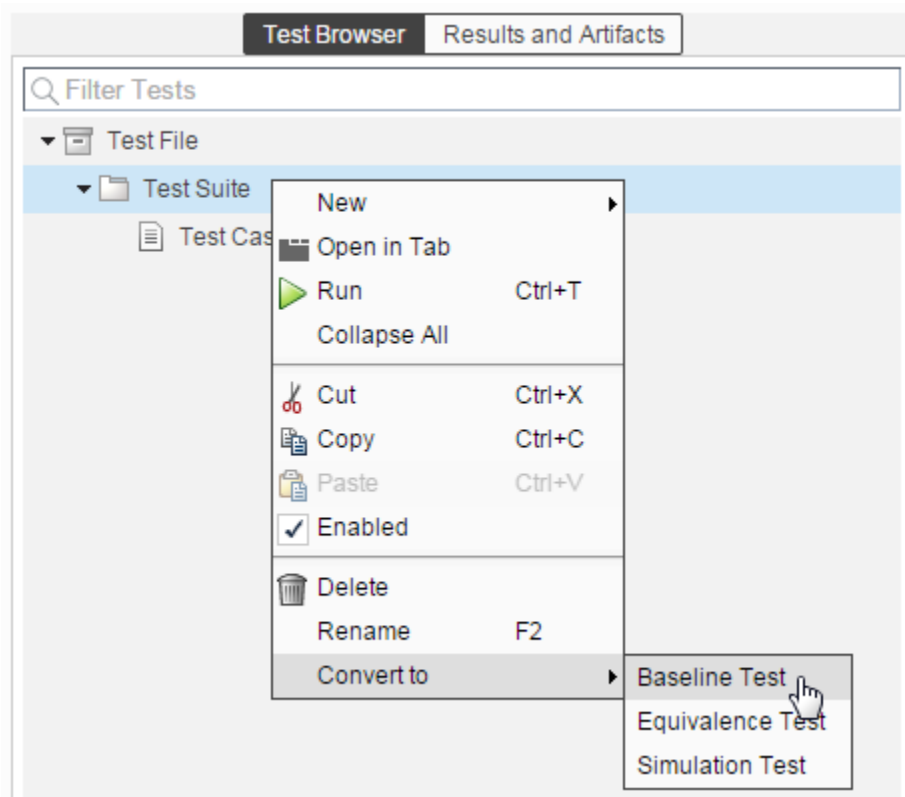 Test Browser Results and Artifacts
Filter Tests
Test File
Test Suite
Test Cas
New
Open in Tab
Run Ctrl+T
Collapse All
Cut Ctrl+X
Copy Ctrl+C
Paste Ctrl+V
Enabled
Delete
Rename F2
Convert to
Baseline Test
Equivalence Test
Simulation Test